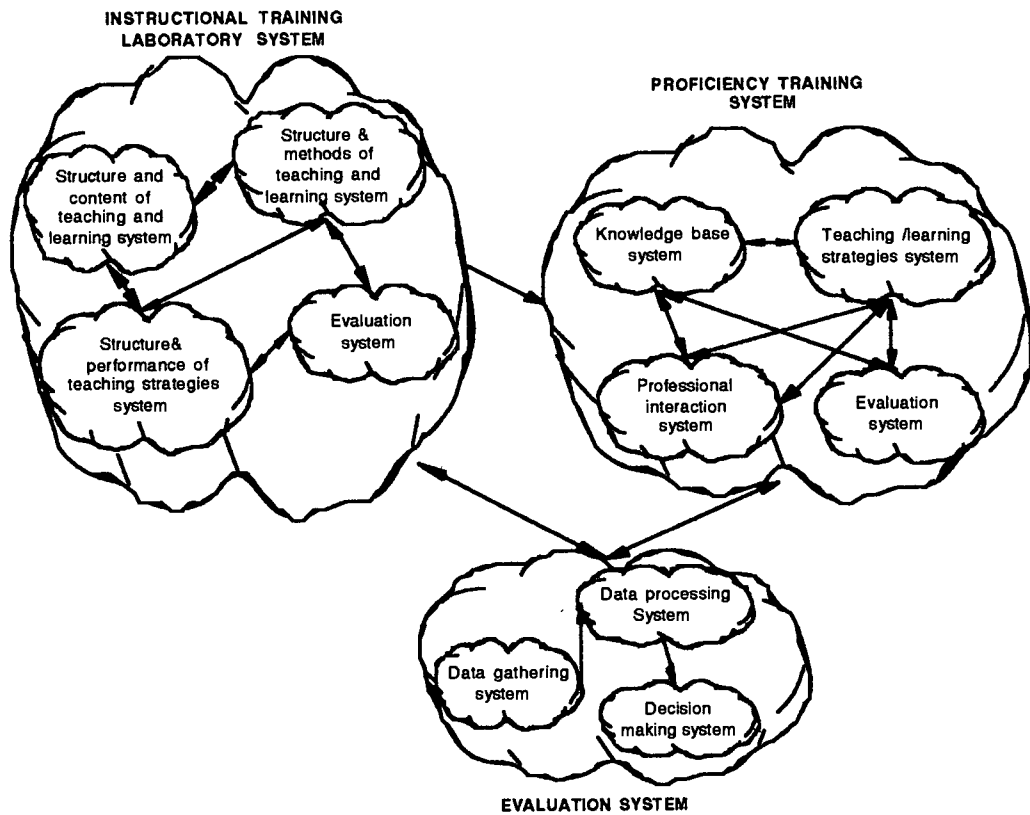 INSTRUCTIONAL TRAINING
LABORATORY SYSTEM
Structure &
methods of
teaching and
learning system
Structure and
content of
teaching and
learning system
Structure&
performance of
teaching strategies
system
Evaluation
system
PROFICIENCY TRAINING
SYSTEM
Knowledge base
system
Teaching /learning
strategies system
Professional
interaction
system
Evaluation
system
Data processing
System
Data gathering
system
Decision
making system
EVALUATION SYSTEM